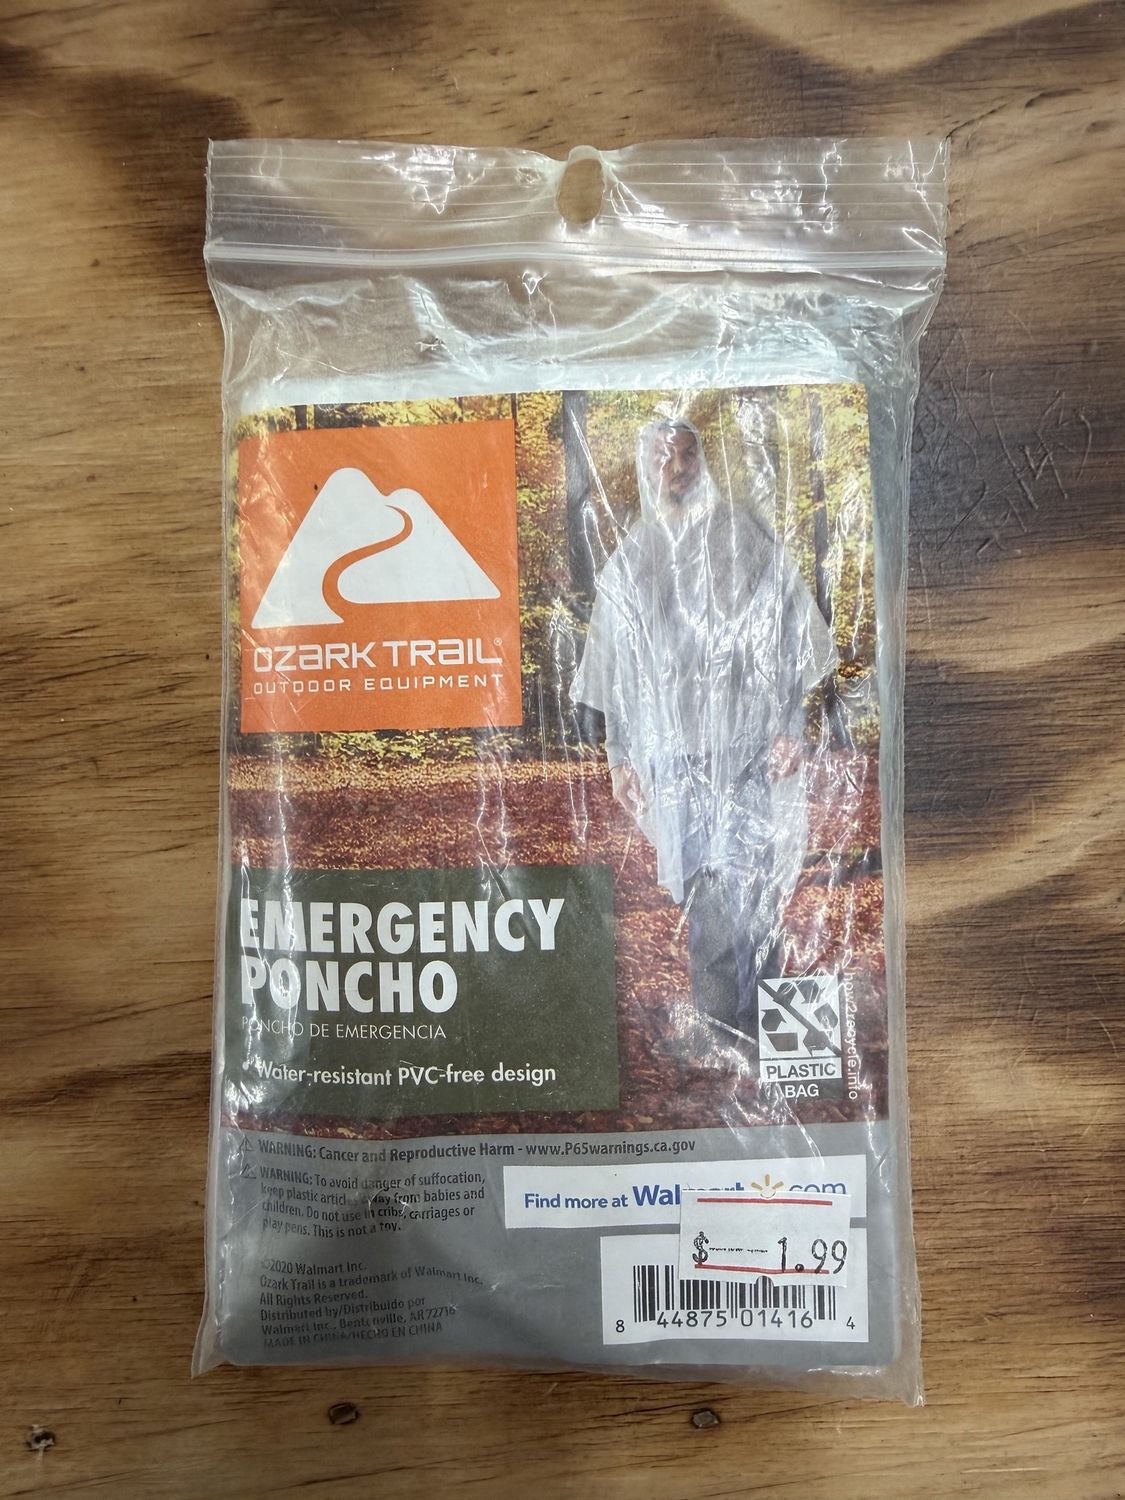 OZARK TRAIL®
OUTDOOR EQUIPMENT
EMERGENCY
PONCHO
PONCHO DE EMERGENCIA
• Water-resistant PVC-free design
how2recycle.info
PLASTIC
BAG
WARNING: Cancer and Reproductive Harm - www.P65warnings.ca.gov
WARNING: To avoid danger of suffocation,
keep plastic articles away from babies and
children. Do not use in cribs, carriages or
play pens. This is not a toy.
Find more at Walmart.com
$ 1.99
©2020 Walmart Inc.
Ozark Trail is a trademark of Walmart Inc.
All Rights Reserved.
Distributed by/Distribuido por
Walmart Inc., Bentonville, AR 72716
MADE IN CHINA/HECHO EN CHINA
8 44875 01416 4